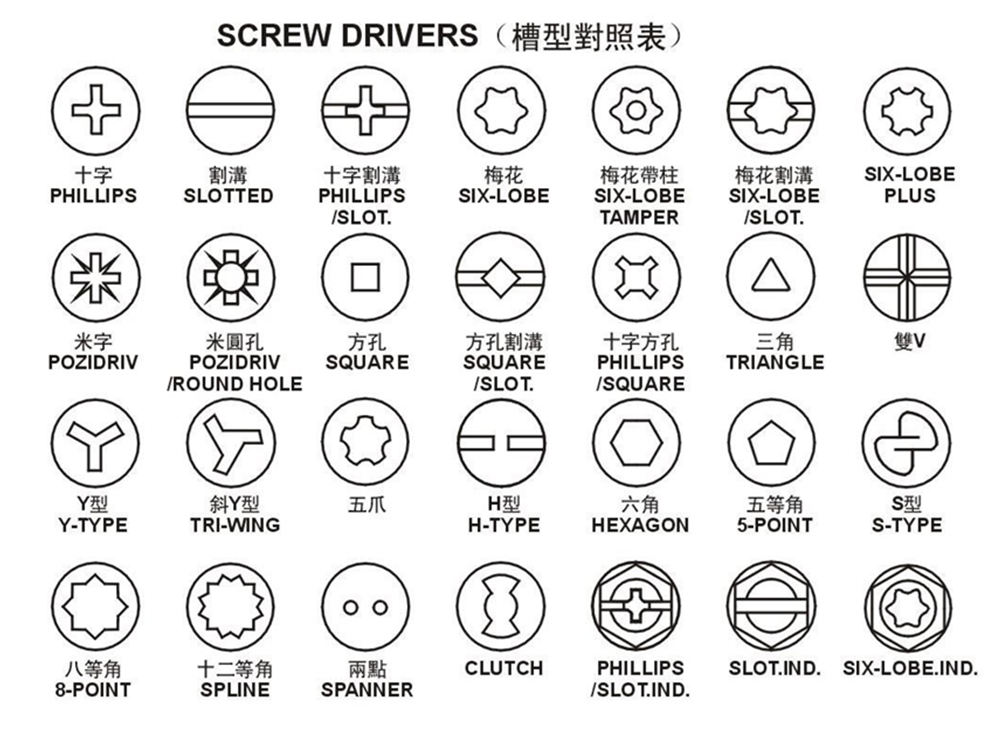 SCREW DRIVERS（槽型對照表）
十字
PHILLIPS
割溝
SLOTTED
十字割溝
PHILLIPS
/SLOT.
梅花
SIX-LOBE
梅花帶柱
SIX-LOBE
TAMPER
梅花割溝
SIX-LOBE
/SLOT.
SIX-LOBE
PLUS
米字
POZIDRIV
米圓孔
POZIDRIV
/ROUND HOLE
方孔
SQUARE
方孔割溝
SQUARE
/SLOT.
十字方孔
PHILLIPS
/SQUARE
三角
TRIANGLE
雙V
Y型
Y-TYPE
斜Y型
TRI-WING
五爪
H型
H-TYPE
六角
HEXAGON
五等角
5-POINT
S型
S-TYPE
八等角
8-POINT
十二等角
SPLINE
兩點
SPANNER
CLUTCH
PHILLIPS
/SLOT.IND.
SLOT.IND.
SIX-LOBE.IND.